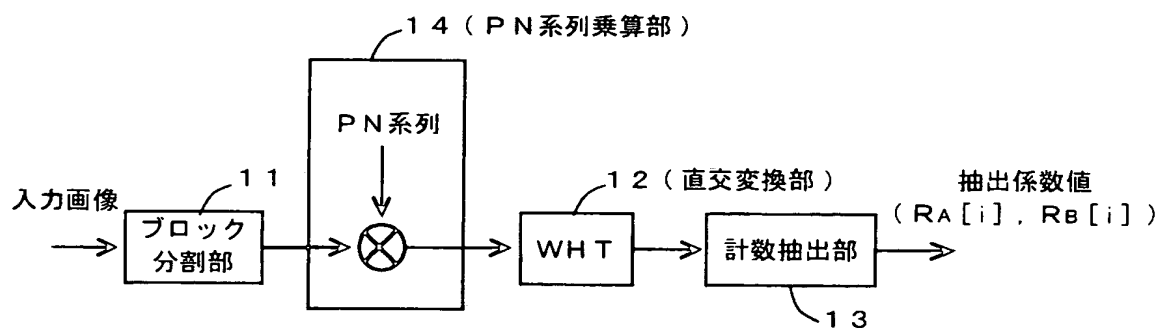 14(PN系列乗算部)
PN系列
入力画像
11
ブロック
分割部
12(直交変換部)
WHT
抽出係数値
(RA[i], RB[i])
計数抽出部
13